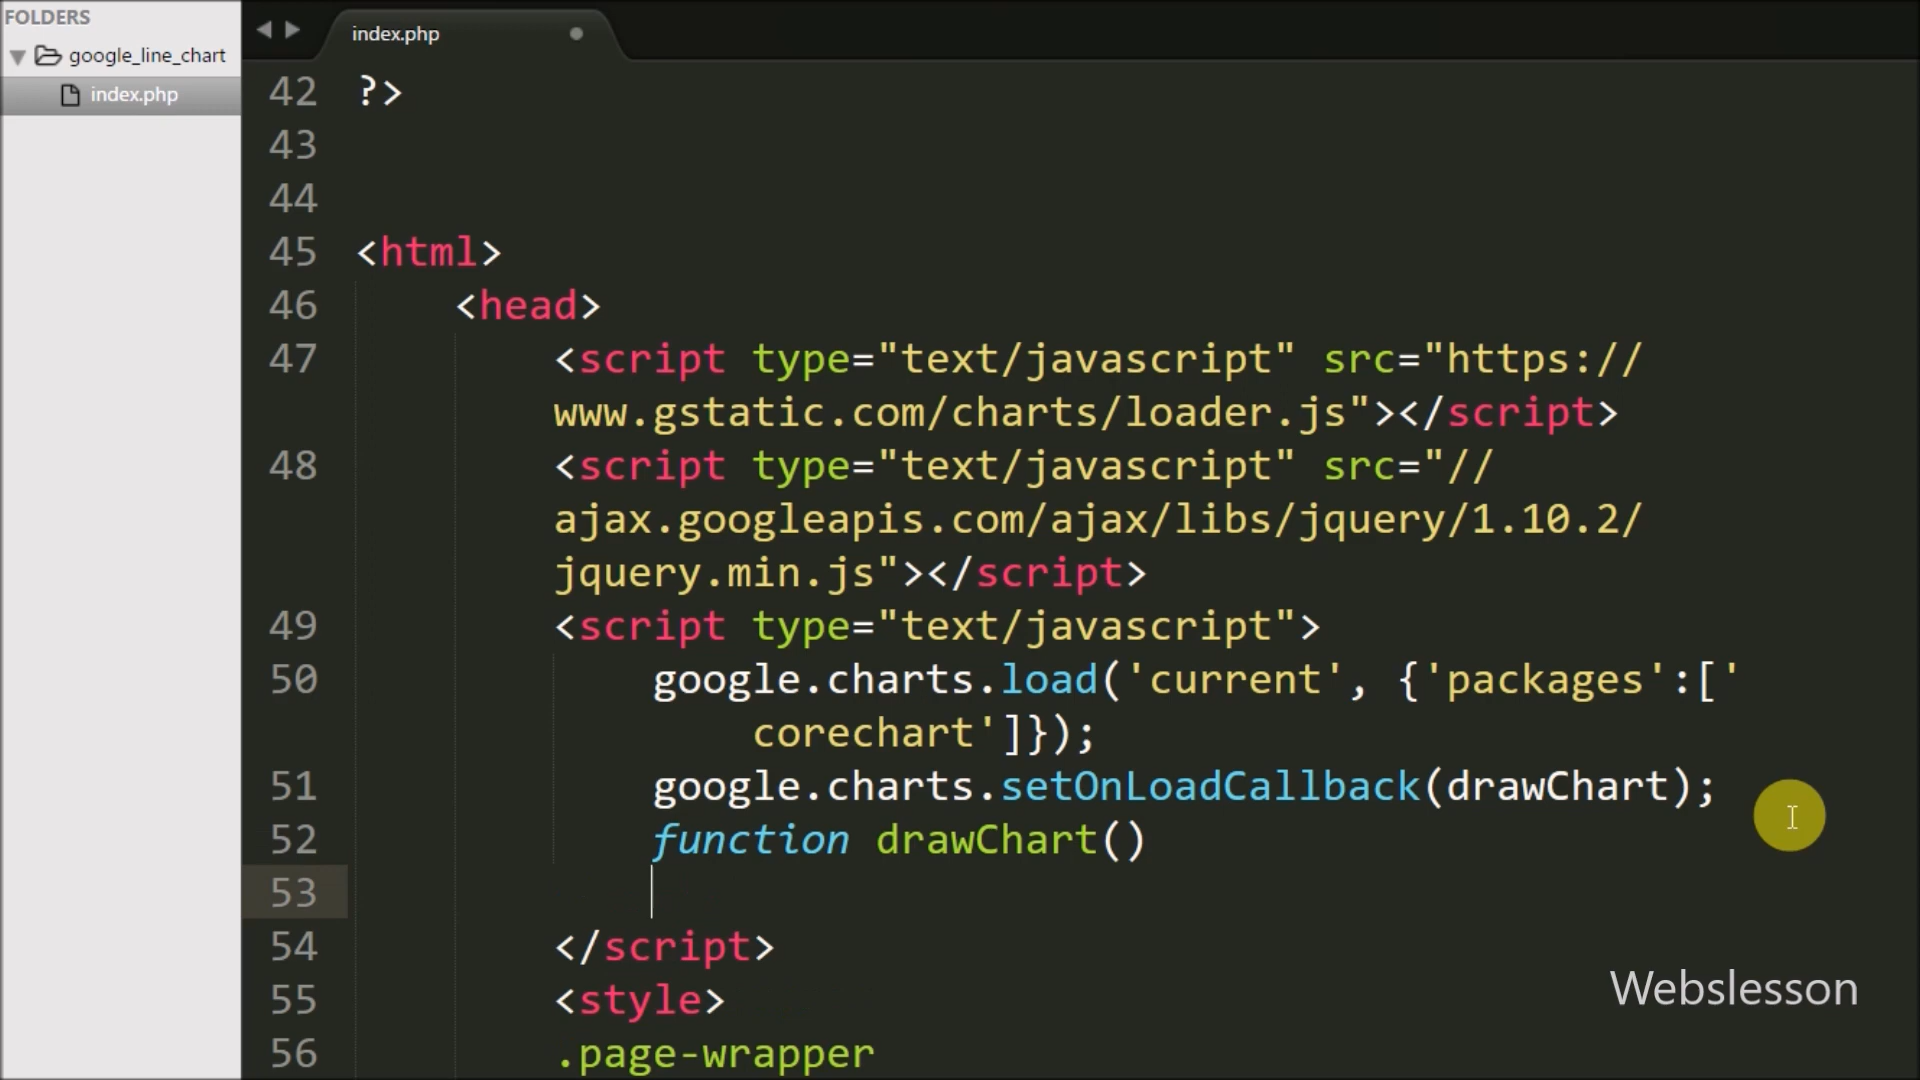 FOLDERS
google_line_chart
index.php
index.php
42 ?>
43
44
45 <html>
46 <head>
47 <script type="text/javascript" src="https://
www.gstatic.com/charts/loader.js"></script>
48 <script type="text/javascript" src="//
ajax.googleapis.com/ajax/libs/jquery/1.10.2/
jquery.min.js"></script>
49 <script type="text/javascript">
50 google.charts.load('current', {'packages':['
corechart']});
51 google.charts.setOnLoadCallback(drawChart);
52 function drawChart()
53
54 </script>
55 <style>
56 .page-wrapper
Webslesson